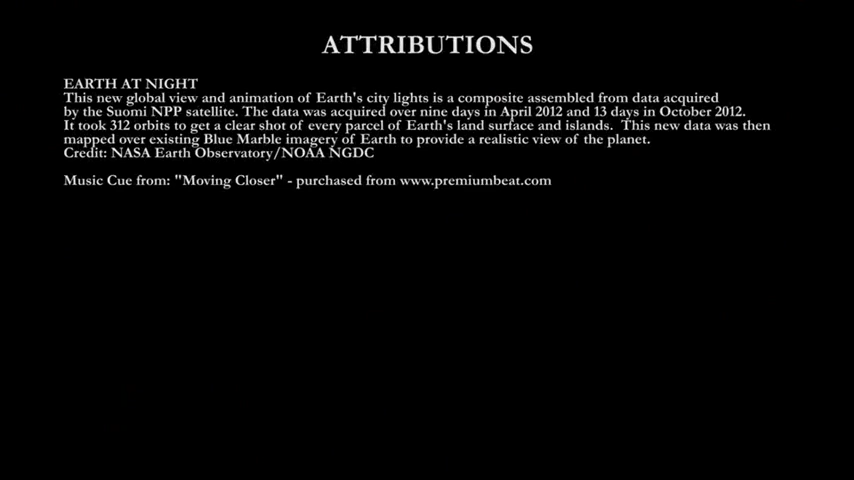 ATTRIBUTIONS
EARTH AT NIGHT
This new global view and animation of Earth's city lights is a composite assembled from data acquired
by the Suomi NPP satellite. The data was acquired over nine days in April 2012 and 13 days in October 2012.
It took 312 orbits to get a clear shot of every parcel of Earth's land surface and islands.  This new data was then
mapped over existing Blue Marble imagery of Earth to provide a realistic view of the planet.
Credit: NASA Earth Observatory/NOAA NGDC
Music Cue from: "Moving Closer" - purchased from www.premiumbeat.com